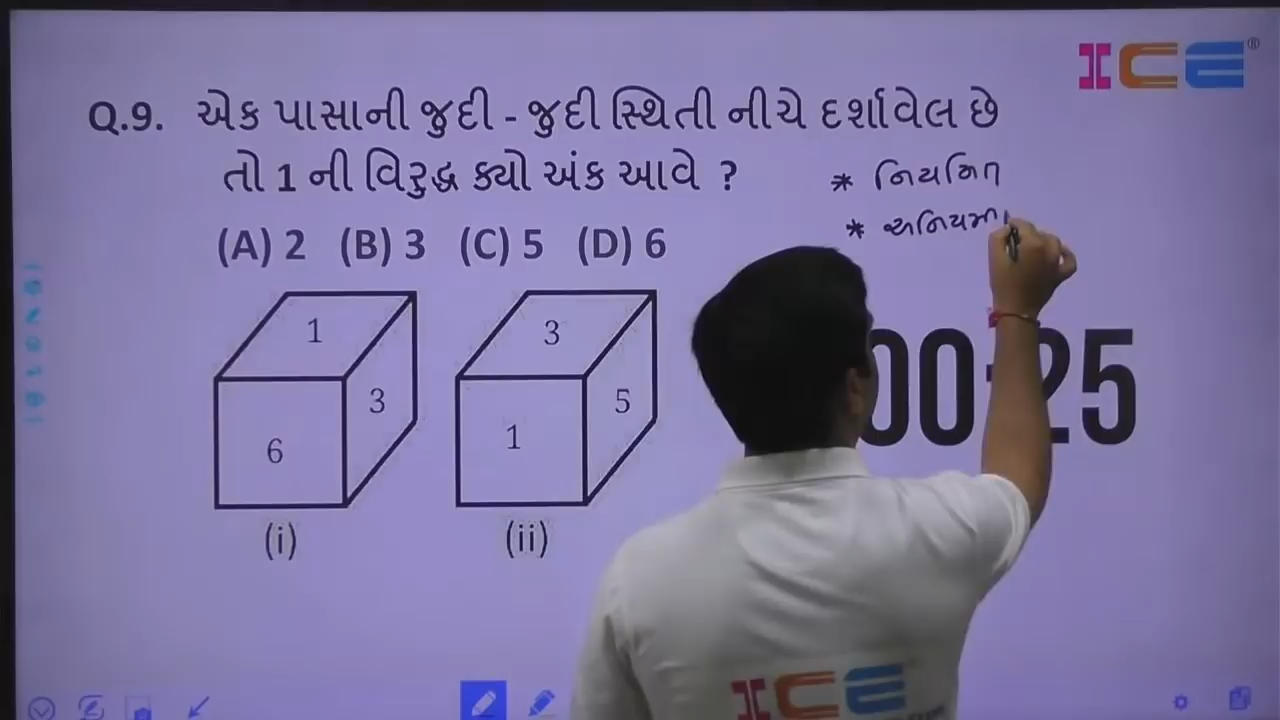 ICE®
Q.9. એક પાસાની જુદી - જુદી સ્થિતી નીચે દર્શાવેલ છે
તો 1 ની વિરુદ્ધ ક્યો અંક આવે ?
* નિયમિત
(A) 2 (B) 3 (C) 5 (D) 6
1
3
6
(i)
3
5
1
(ii)
00:25
ICE